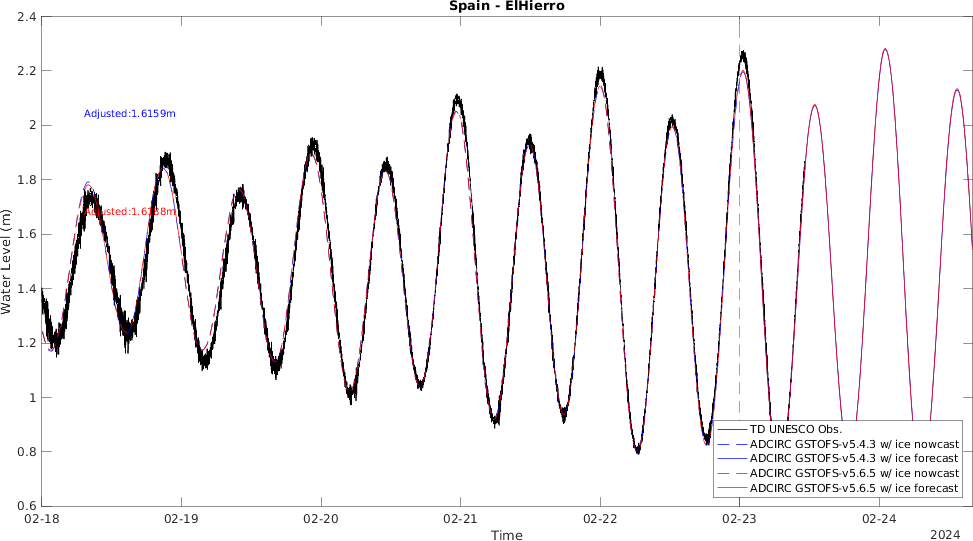 Spain - ElHierro
2.4
2.2
2
1.8
1.6
1.4
1.2
1
0.8
0.6
Water Level (m)
Adjusted:1.6159m
TD UNESCO Obs.
ADCIRC GSTOFS-v5.4.3 w/ ice nowcast
ADCIRC GSTOFS-v5.4.3 w/ ice forecast
ADCIRC GSTOFS-v5.6.5 w/ ice nowcast
ADCIRC GSTOFS-v5.6.5 w/ ice forecast
02-18
02-19
02-20
02-21
02-22
02-23
02-24
Time
2024